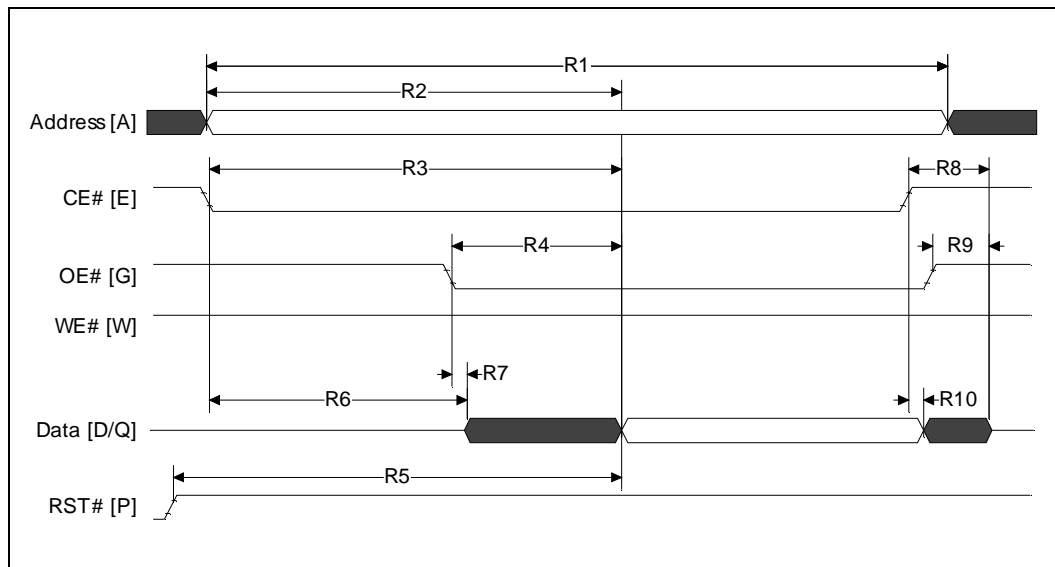 R1
R2
Address [A]
R3
R8
CE# [E]
R4
R9
OE# [G]
WE# [W]
R7
R6
R10
Data [D/Q]
R5
RST# [P]